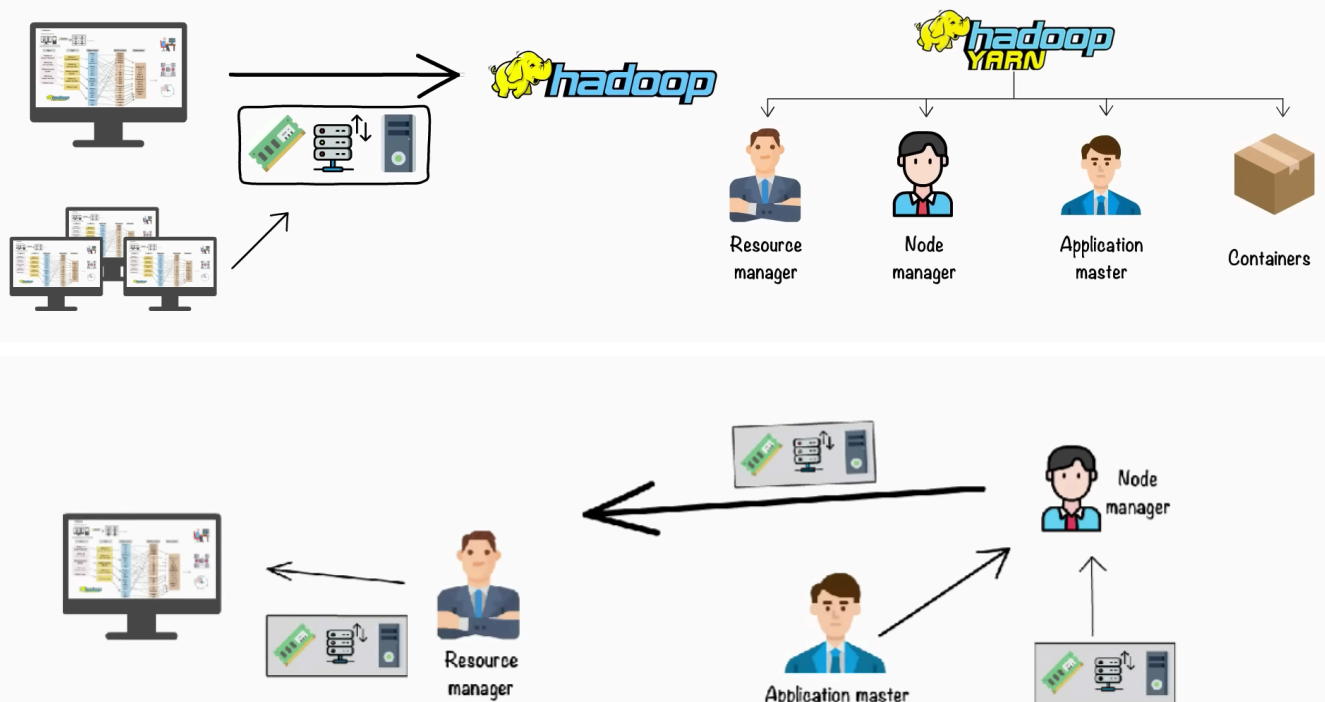 hadoop
hadoop
YARN
Resource
manager
Node
manager
Application
master
Containers
Node
manager
Resource
manager
Application master